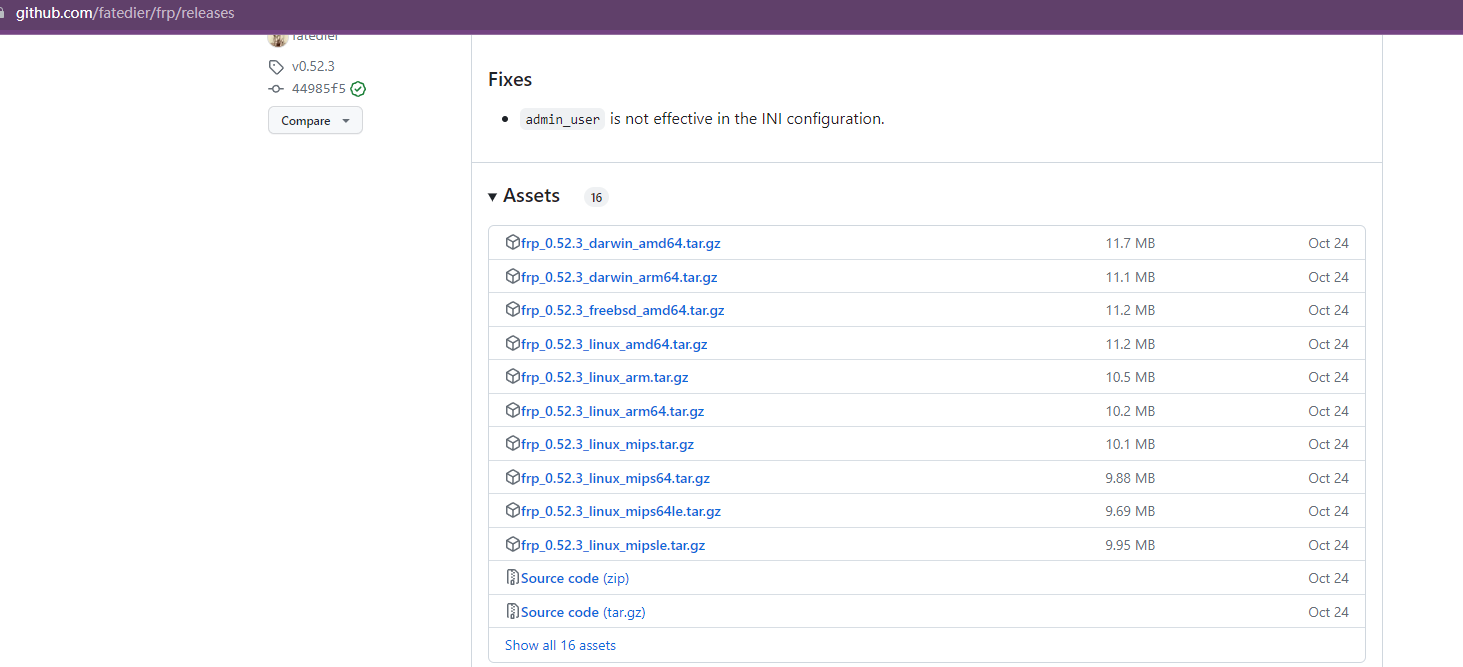 github.com/fatedier/frp/releases
fatedier
v0.52.3
44985f5
Compare
Fixes
admin_user is not effective in the INI configuration.
Assets 16
frp_0.52.3_darwin_amd64.tar.gz 11.7 MB Oct 24
frp_0.52.3_darwin_arm64.tar.gz 11.1 MB Oct 24
frp_0.52.3_freebsd_amd64.tar.gz 11.2 MB Oct 24
frp_0.52.3_linux_amd64.tar.gz 11.2 MB Oct 24
frp_0.52.3_linux_arm.tar.gz 10.5 MB Oct 24
frp_0.52.3_linux_arm64.tar.gz 10.2 MB Oct 24
frp_0.52.3_linux_mips.tar.gz 10.1 MB Oct 24
frp_0.52.3_linux_mips64.tar.gz 9.88 MB Oct 24
frp_0.52.3_linux_mips64le.tar.gz 9.69 MB Oct 24
frp_0.52.3_linux_mipsle.tar.gz 9.95 MB Oct 24
Source code (zip) Oct 24
Source code (tar.gz) Oct 24
Show all 16 assets